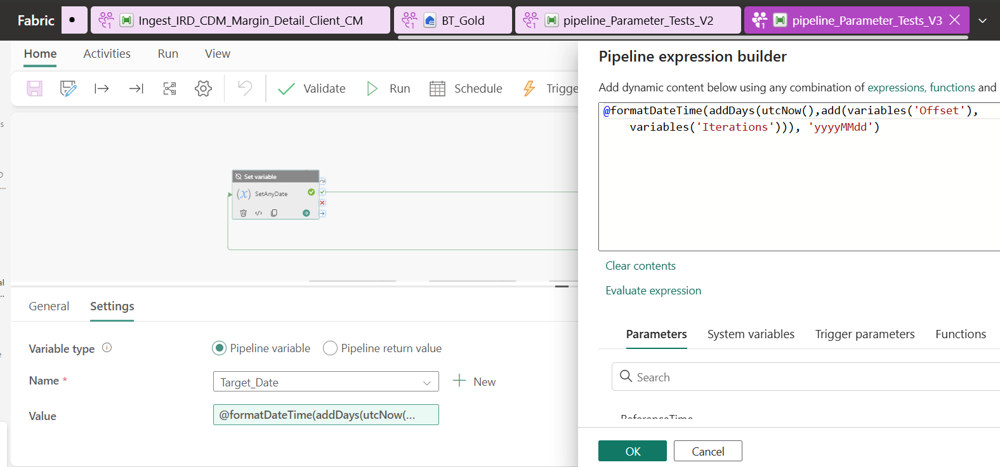 Fabric
Ingest_IRD_CDM_Margin_Detail_Client_CM
BT_Gold
pipeline_Parameter_Tests_V2
pipeline_Parameter_Tests_V3
Home
Activities
Run
View
Validate
Run
Schedule
Trigge
Set variable
(x) SetAnyDate
General
Settings
Variable type
Pipeline variable
Pipeline return value
Name *
Target_Date
New
Value
@formatDateTime(addDays(utcNow(...
Pipeline expression builder
Add dynamic content below using any combination of expressions, functions and
@formatDateTime(addDays(utcNow(),add(variables('Offset'),
variables('Iterations'))), 'yyyyMMdd')
Clear contents
Evaluate expression
Parameters
System variables
Trigger parameters
Functions
Search
ReferenceTime
OK
Cancel